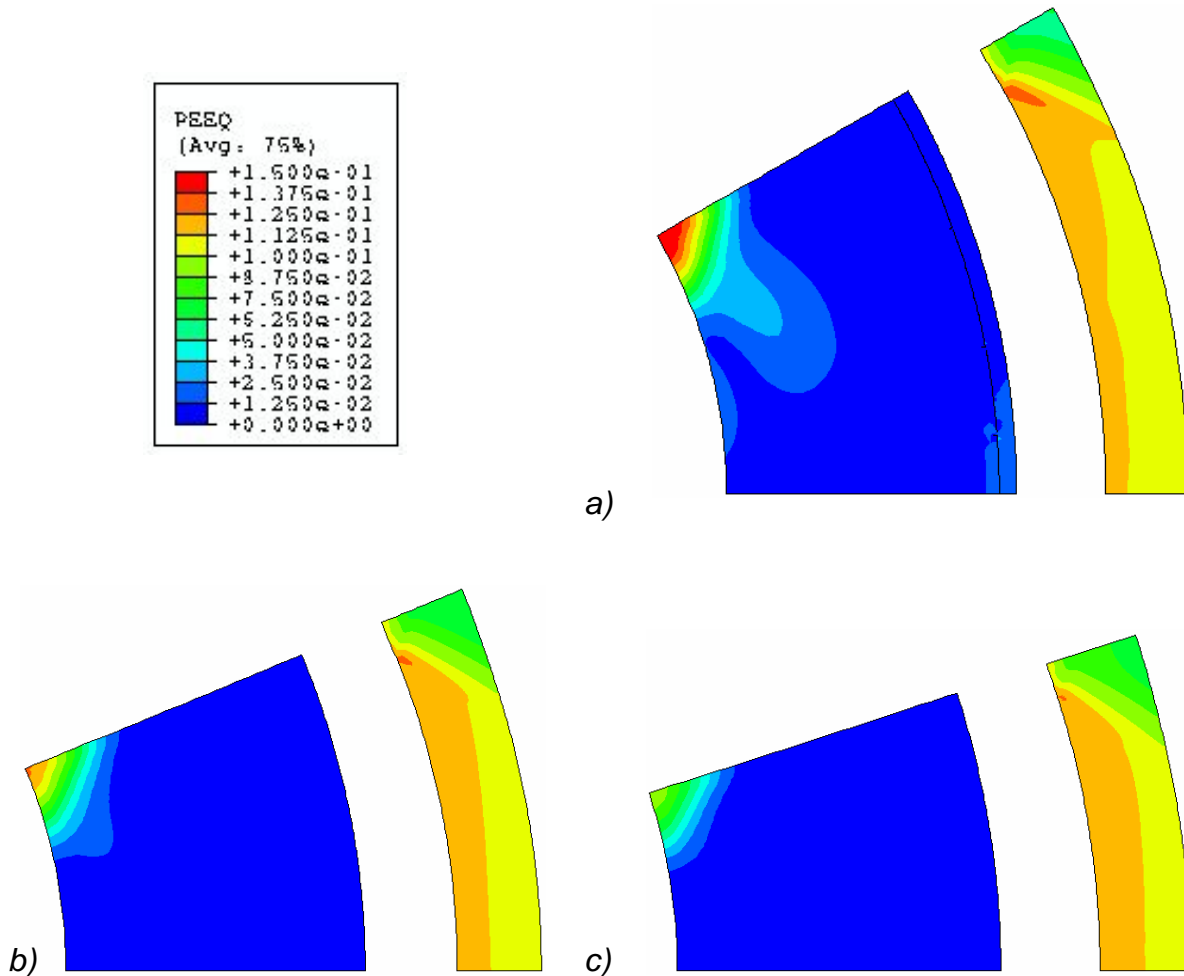 PEEQ
(Avg: 75%)
+1.500e-01
+1.375e-01
+1.250e-01
+1.125e-01
+1.000e-01
+8.750e-02
+7.500e-02
+6.250e-02
+5.000e-02
+3.750e-02
+2.500e-02
+1.250e-02
+0.000e+00
a)
b)
c)